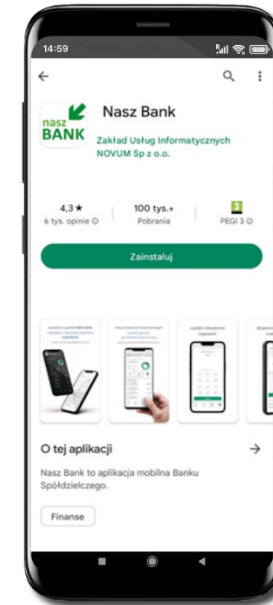 14:59
nasz
BANK
Nasz Bank
Zakład Usług Informatycznych
NOVUM Sp z o.o.
4,3 ★
6 tys. opinie
100 tys.+
Pobrania
3
PEGI 3
Zainstaluj
O tej aplikacji
Nasz Bank to aplikacja mobilna Banku
Spółdzielczego.
Finanse